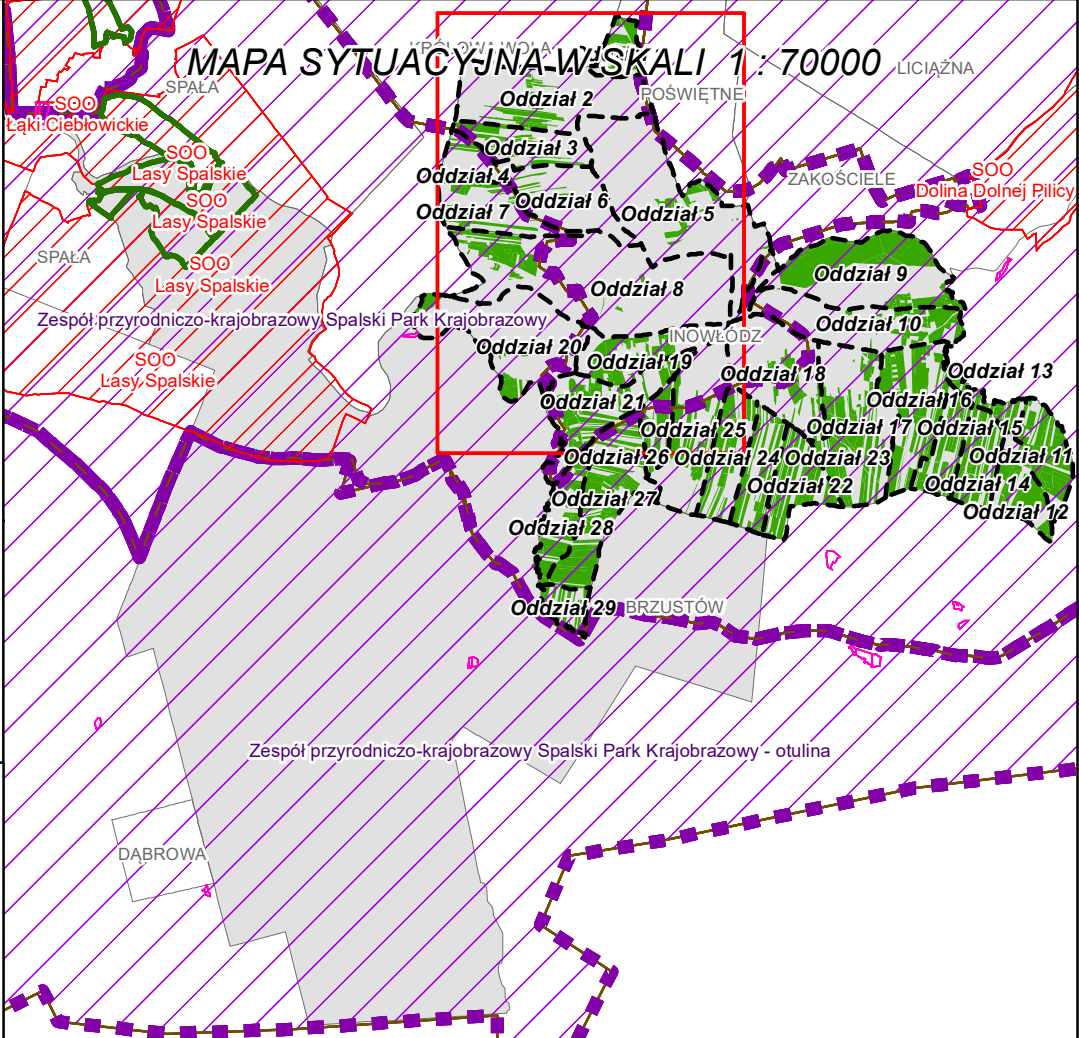 KRÓLOWA WOLA
MAPA SYTUACYJNA W SKALI 1 : 70000
LICIĄŻNA
SPAŁA
Oddział 2
POŚWIĘTNE
SOO
Łąki Ciebłowickie
Oddział 3
SOO
Lasy Spalskie
Oddział 4
ZAKOŚCIELE
SOO
Dolina Dolnej Pilicy
SOO
Lasy Spalskie
Oddział 6
Oddział 7
Oddział 5
SPAŁA
SOO
Lasy Spalskie
Oddział 9
Oddział 8
Zespół przyrodniczo-krajobrazowy Spalski Park Krajobrazowy
Oddział 10
INOWŁÓDZ
Oddział 20
Oddział 19
SOO
Lasy Spalskie
Oddział 18
Oddział 13
Oddział 21
Oddział 16
Oddział 25
Oddział 17
Oddział 15
Oddział 26
Oddział 24
Oddział 23
Oddział 11
Oddział 22
Oddział 14
Oddział 27
Oddział 12
Oddział 28
Oddział 29
BRZUSTÓW
Zespół przyrodniczo-krajobrazowy Spalski Park Krajobrazowy - otulina
DĄBROWA